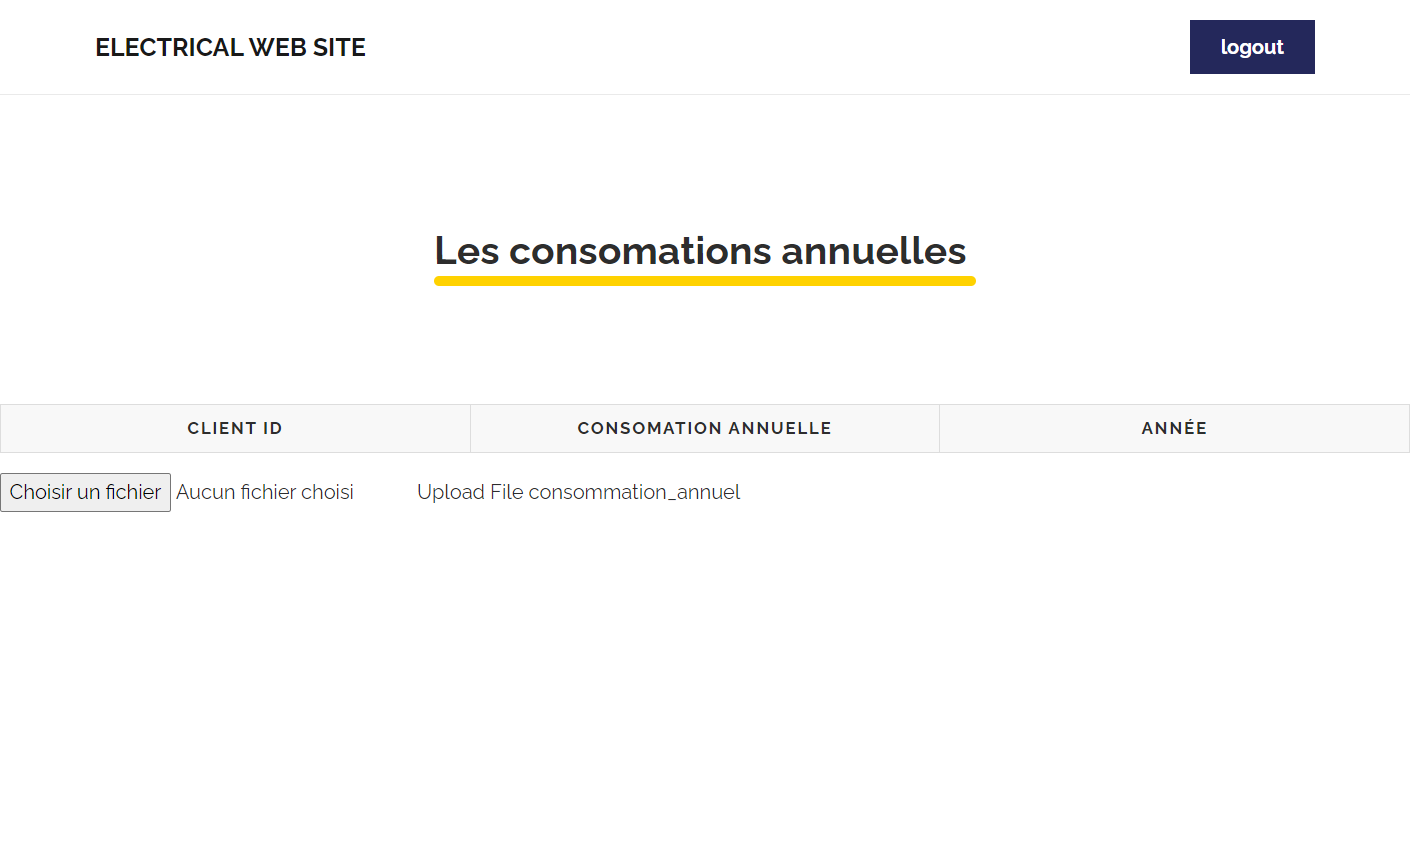 ELECTRICAL WEB SITE logout
Les consomations annuelles
CLIENT ID CONSOMATION ANNUELLE ANNÉE
Choisir un fichier Aucun fichier choisi Upload File consommation_annuel